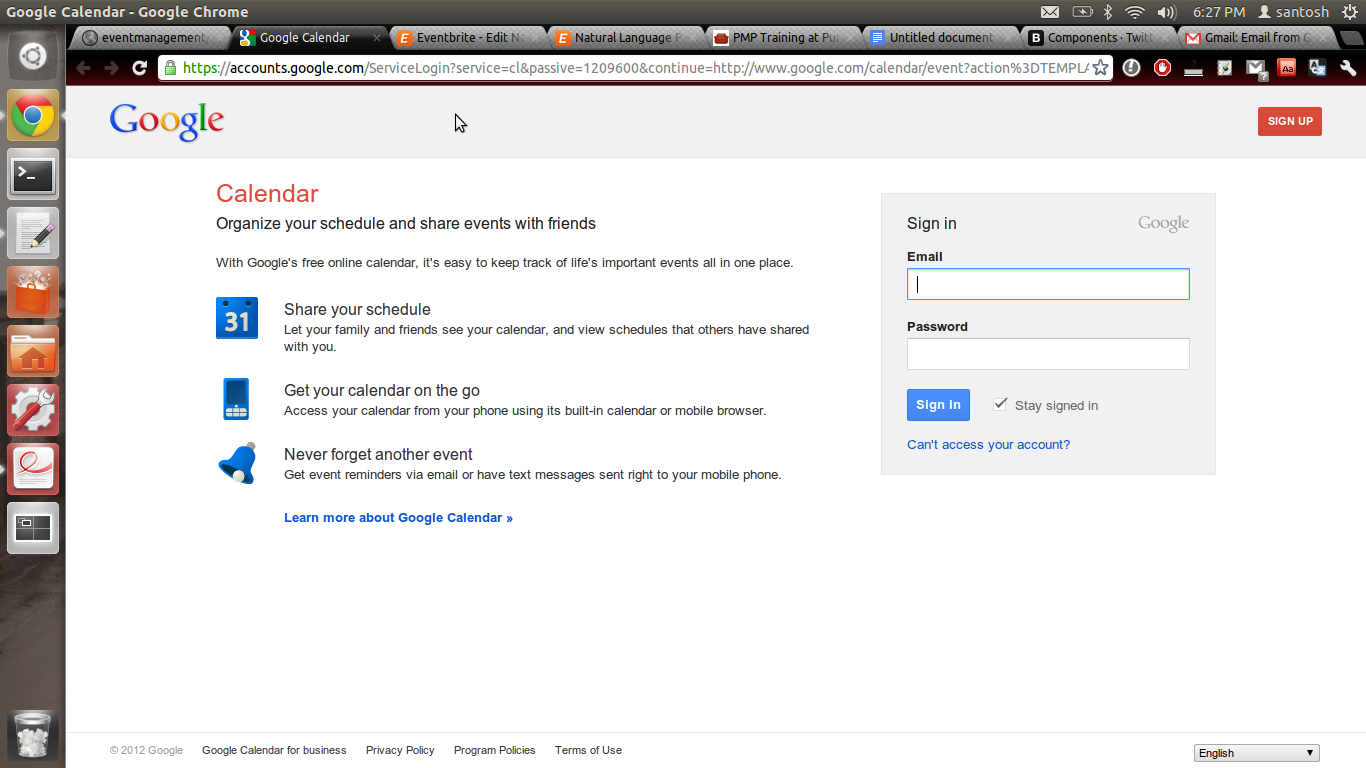 Google Calendar - Google Chrome
6:27 PM santosh
eventmanagement
Google Calendar
Eventbrite - Edit Na
Natural Language P
PMP Training at Pu
Untitled document
Components · Twitt
Gmail: Email from G
https://accounts.google.com/ServiceLogin?service=cl&passive=1209600&continue=http://www.google.com/calendar/event?action%3DTEMPLA
Google
SIGN UP
Calendar
Organize your schedule and share events with friends
With Google's free online calendar, it's easy to keep track of life's important events all in one place.
31
Share your schedule
Let your family and friends see your calendar, and view schedules that others have shared
with you.
Get your calendar on the go
Access your calendar from your phone using its built-in calendar or mobile browser.
Never forget another event
Get event reminders via email or have text messages sent right to your mobile phone.
Learn more about Google Calendar »
Sign in Google
Email
Password
Sign in Stay signed in
Can't access your account?
© 2012 Google Google Calendar for business Privacy Policy Program Policies Terms of Use
English